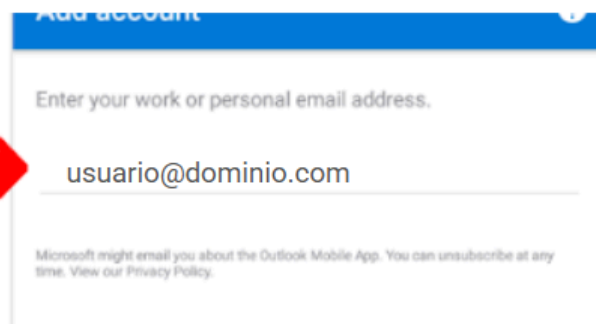 Add account
Enter your work or personal email address.
usuario@dominio.com
Microsoft might email you about the Outlook Mobile App. You can unsubscribe at any
time. View our Privacy Policy.